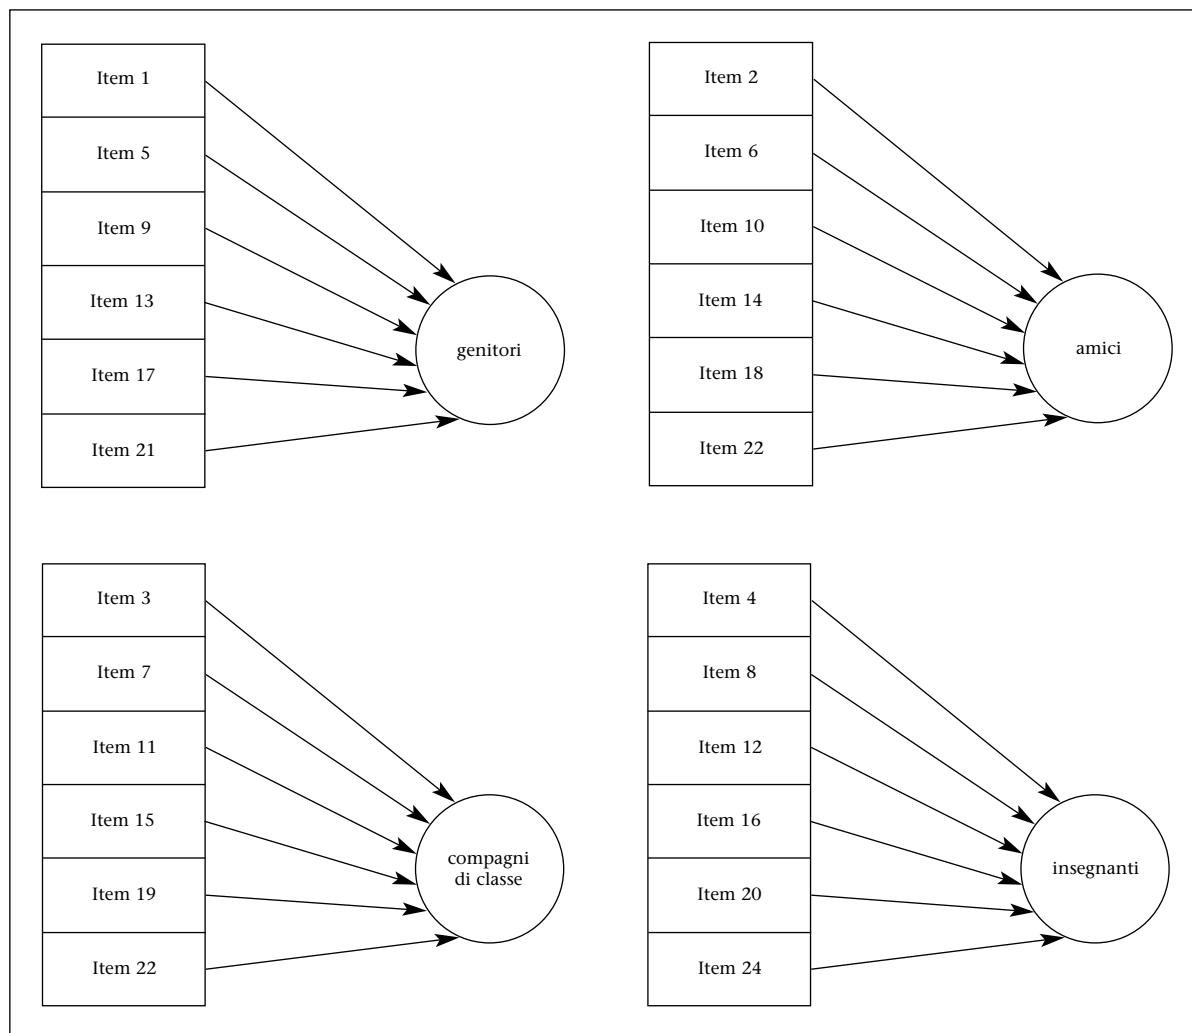 Item 1
Item 5
Item 9
Item 13
Item 17
Item 21
genitori
Item 2
Item 6
Item 10
Item 14
Item 18
Item 22
amici
Item 3
Item 7
Item 11
Item 15
Item 19
Item 22
compagni
di classe
Item 4
Item 8
Item 12
Item 16
Item 20
Item 24
insegnanti